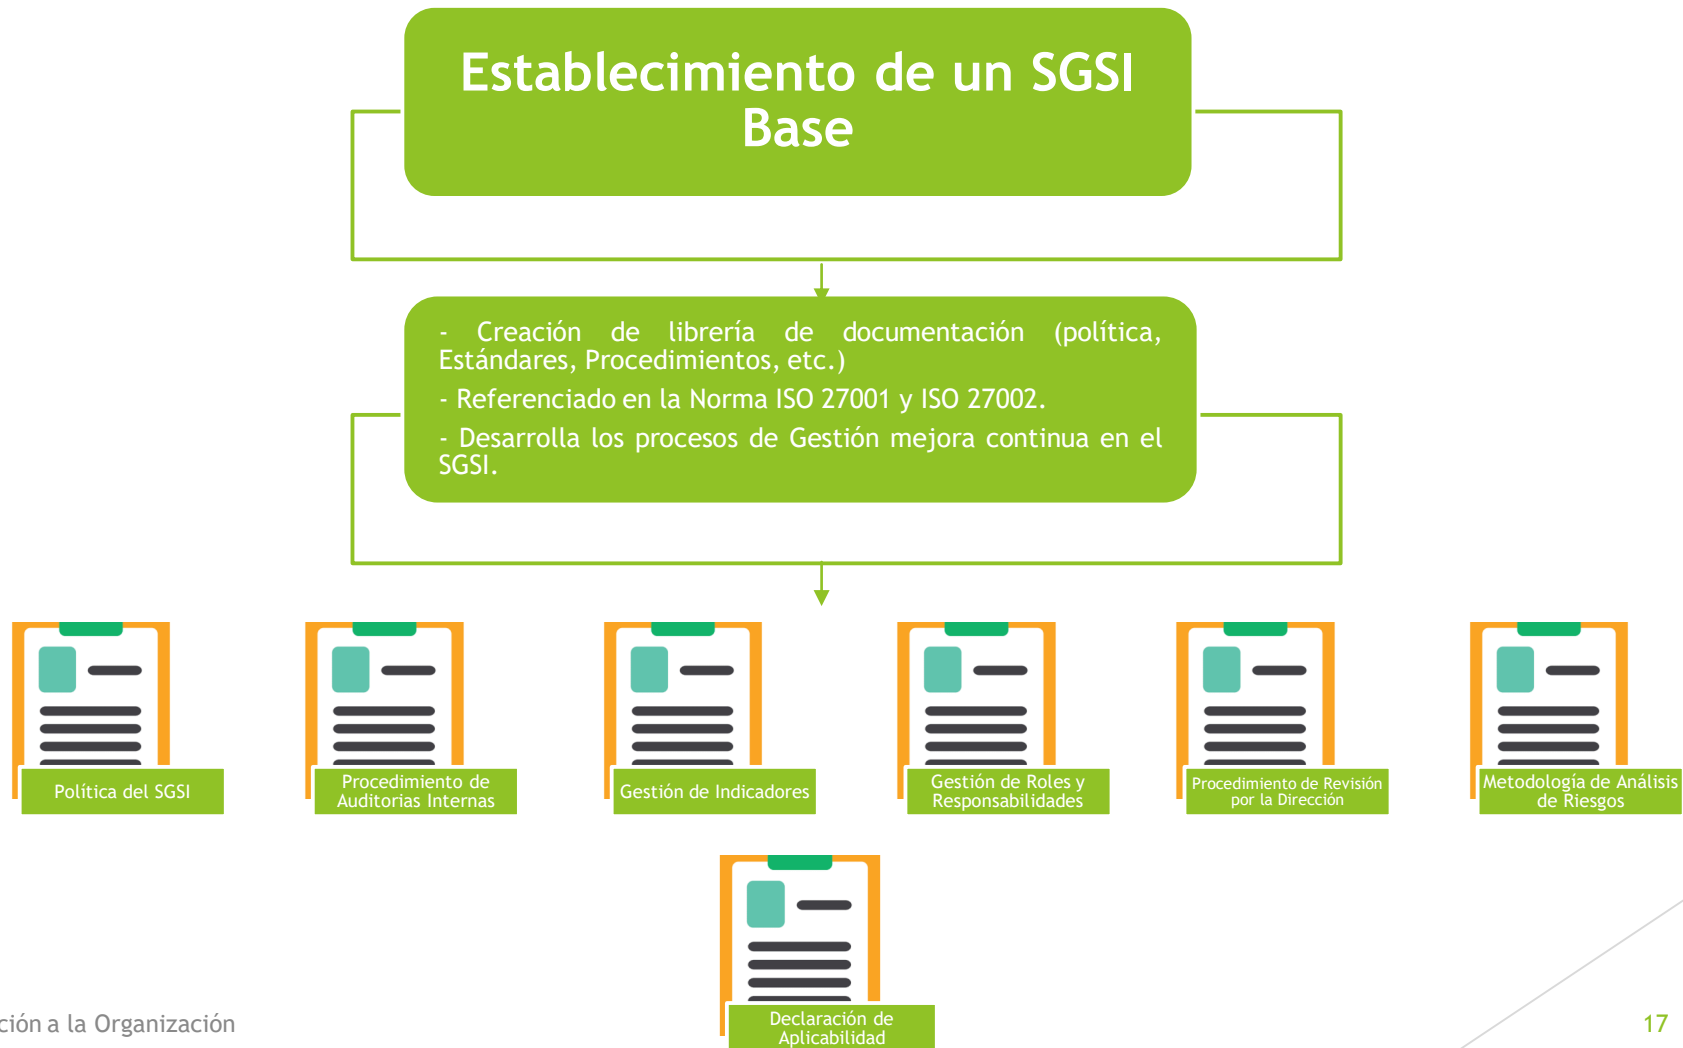 Establecimiento de un SGSI
Base
- Creación de librería de documentación (política,
Estándares, Procedimientos, etc.)
- Referenciado en la Norma ISO 27001 y ISO 27002.
- Desarrolla los procesos de Gestión mejora continua en el
SGSI.
Política del SGSI
Procedimiento de
Auditorias Internas
Gestión de Indicadores
Gestión de Roles y
Responsabilidades
Procedimiento de Revisión
por la Dirección
Metodología de Análisis
de Riesgos
Declaración de
Aplicabilidad
ción a la Organización
17